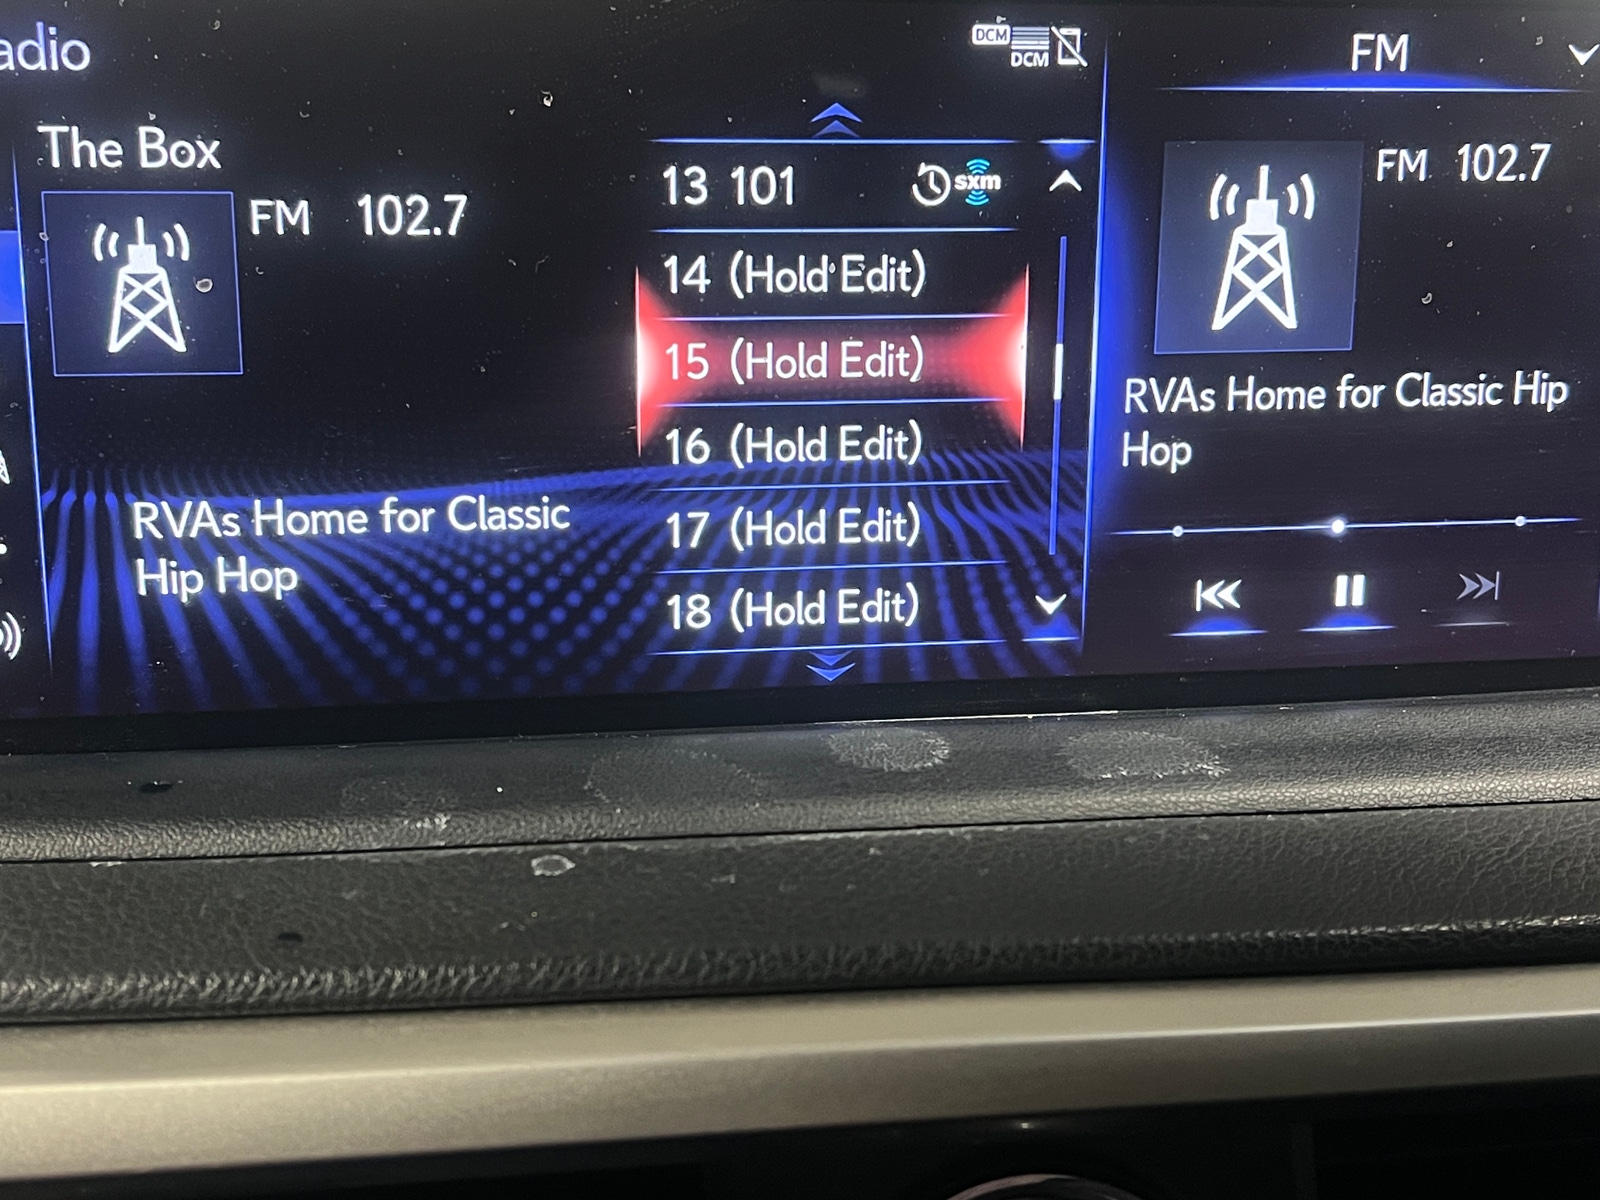 adio
DCM
DCM
The Box
FM 102.7
RVAs Home for Classic
Hip Hop
13 101 sxm
14 (Hold Edit)
15 (Hold Edit)
16 (Hold Edit)
17 (Hold Edit)
18 (Hold Edit)
FM
FM 102.7
RVAs Home for Classic Hip
Hop